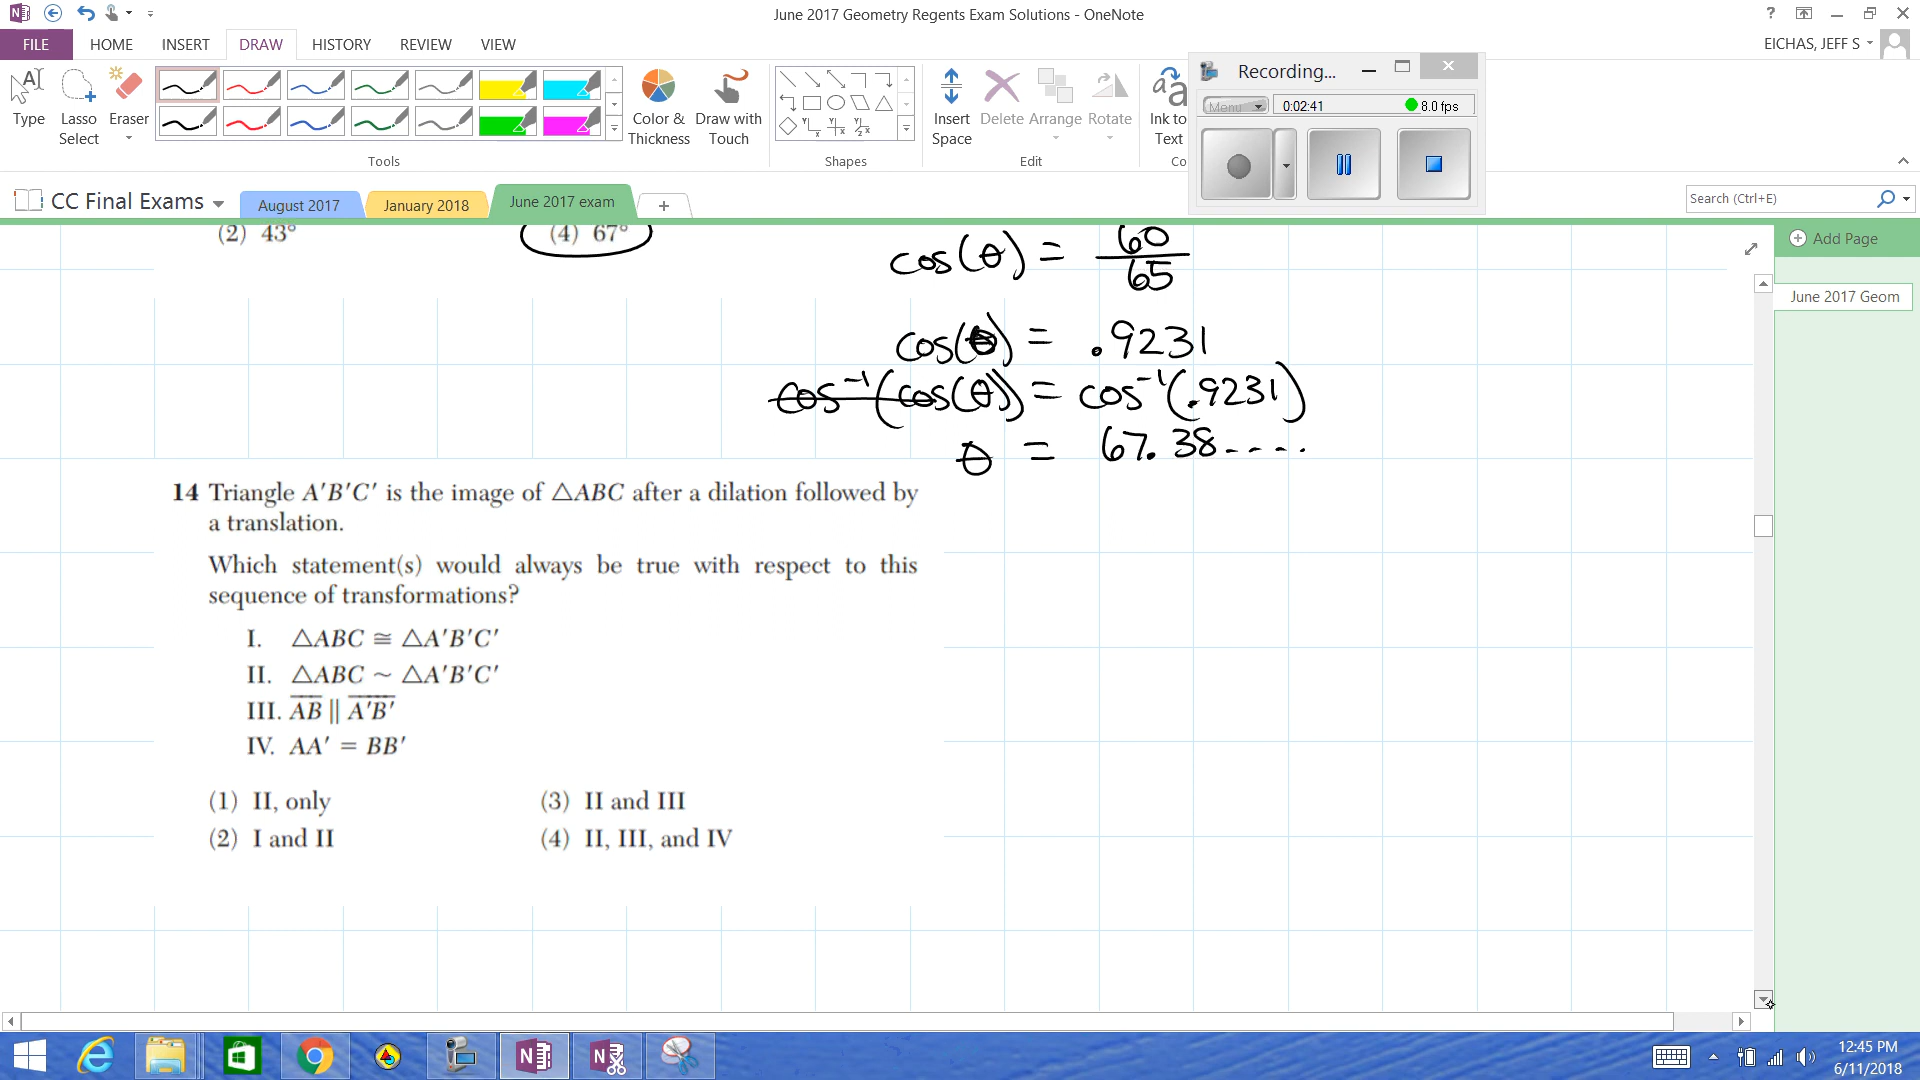 June 2017 Geometry Regents Exam Solutions - OneNote
?
FILE HOME INSERT DRAW HISTORY REVIEW VIEW
EICHAS, JEFF S
Recording...
Menu 0:02:41 8.0 fps
Type
Lasso Select
Eraser
Color & Thickness
Draw with Touch
Insert Space
Delete
Arrange
Rotate
Ink to Text
Tools
Shapes
Edit
Co
CC Final Exams August 2017 January 2018 June 2017 exam +
Search (Ctrl+E)
Add Page
June 2017 Geom
(2) 43° (4) 67°
cos(θ) = 60/65
cos(θ) = .9231
cos⁻¹(cos(θ)) = cos⁻¹(.9231)
θ = 67.38----.
14 Triangle A'B'C' is the image of △ABC after a dilation followed by
a translation.
Which statement(s) would always be true with respect to this
sequence of transformations?
I. △ABC ≅ △A'B'C'
II. △ABC ~ △A'B'C'
III. AB || A'B'
IV. AA' = BB'
(1) II, only (3) II and III
(2) I and II (4) II, III, and IV
12:45 PM
6/11/2018